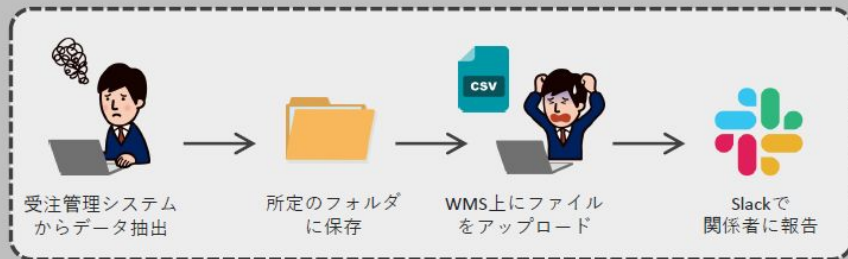 CSV
受注管理システム
からデータ抽出
所定のフォルダ
に保存
WMS上にファイル
をアップロード
Slackで
関係者に報告